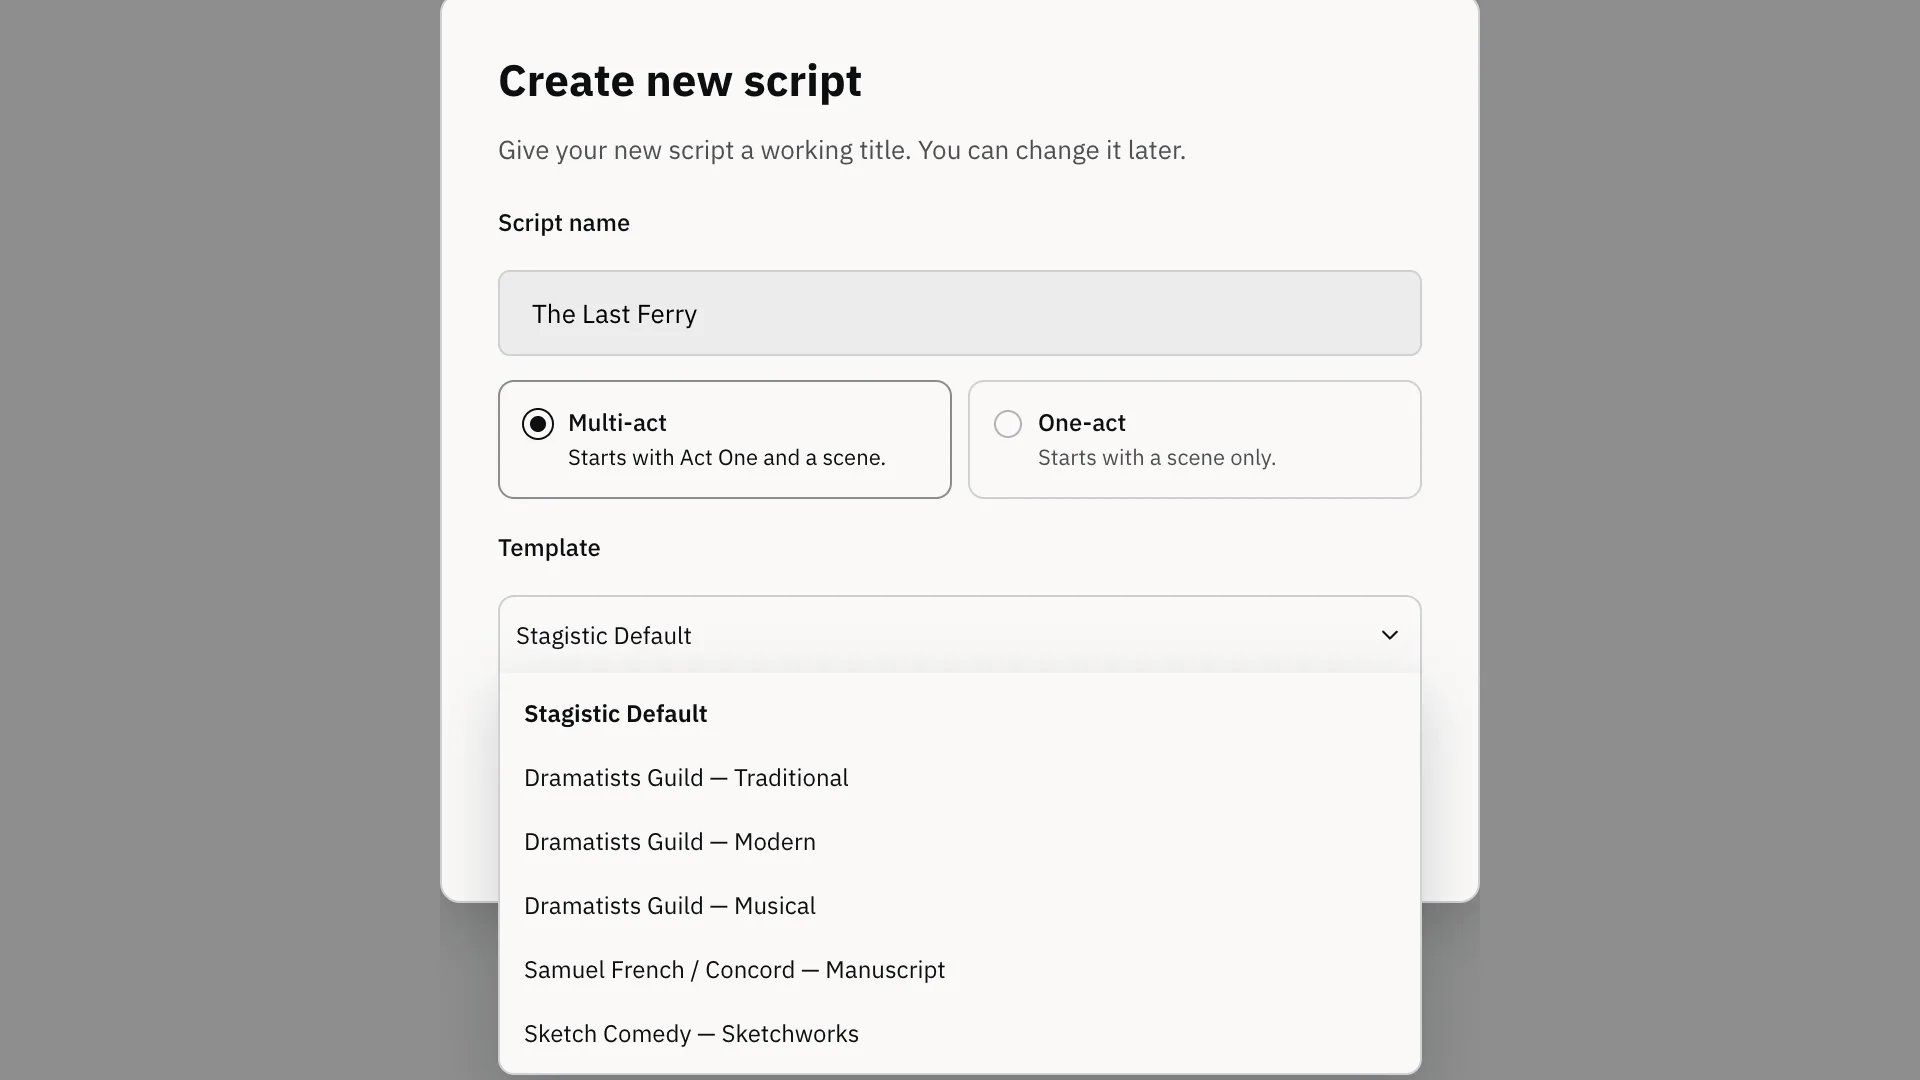 Create new script
Give your new script a working title. You can change it later.
Script name
The Last Ferry
Multi-act
Starts with Act One and a scene.
One-act
Starts with a scene only.
Template
Stagistic Default
Stagistic Default
Dramatists Guild — Traditional
Dramatists Guild — Modern
Dramatists Guild — Musical
Samuel French / Concord — Manuscript
Sketch Comedy — Sketchworks